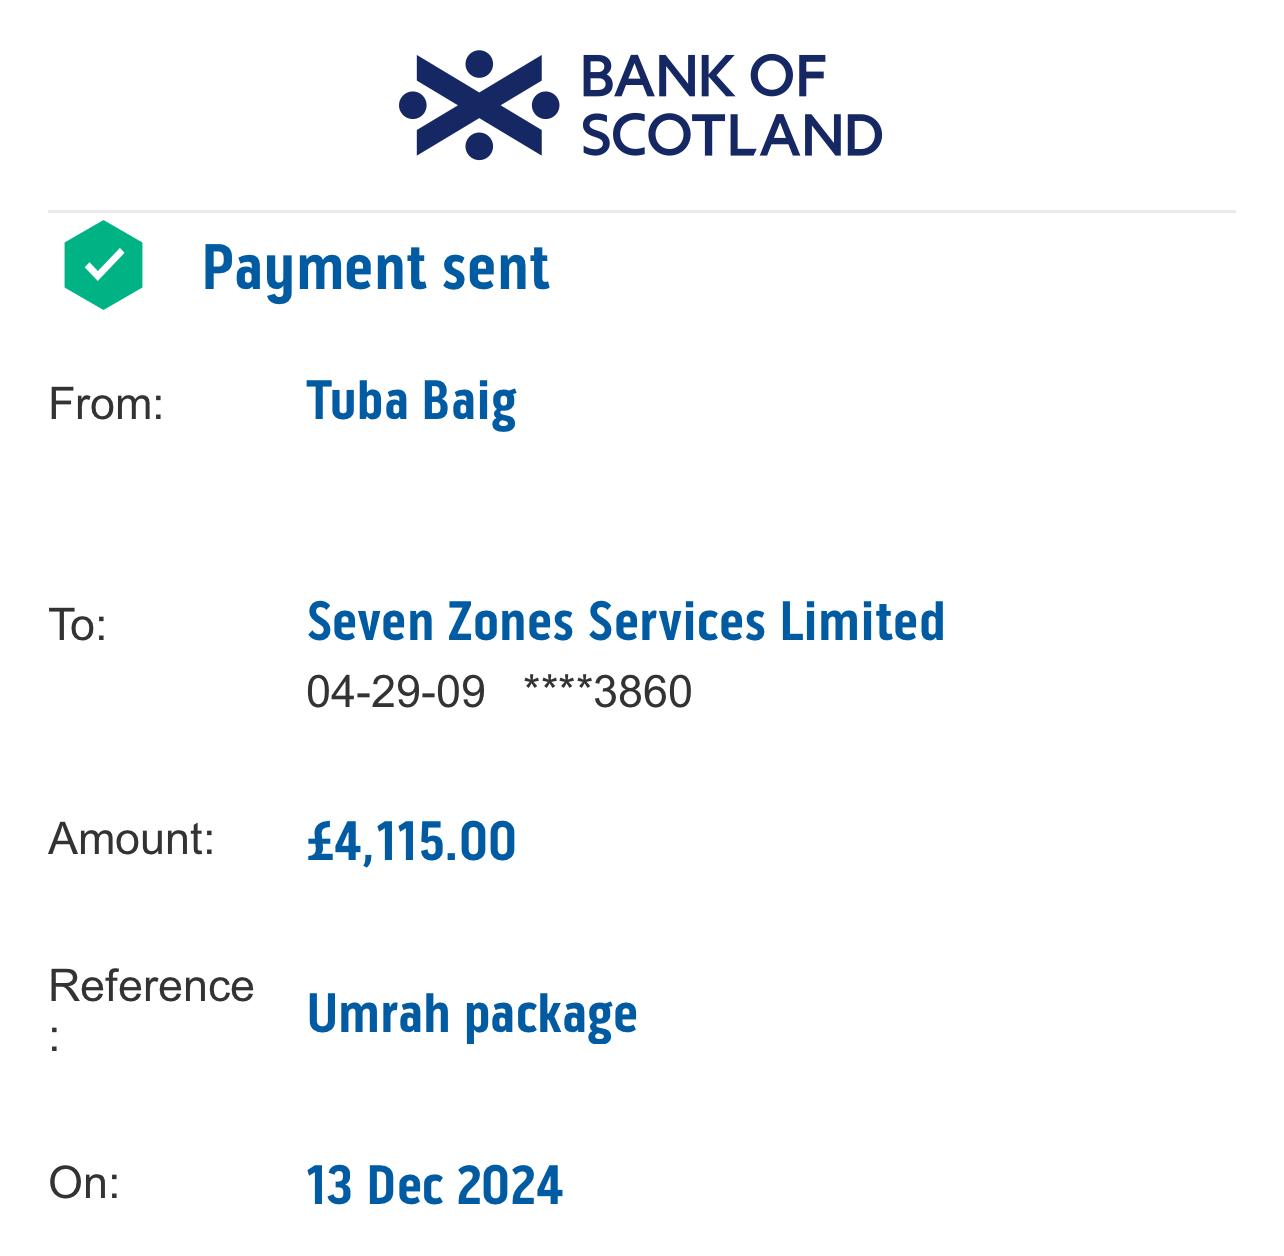 BANK OF
SCOTLAND
Payment sent
From: Tuba Baig
To: Seven Zones Services Limited
04-29-09 ****3860
Amount: £4,115.00
Reference
: Umrah package
On: 13 Dec 2024